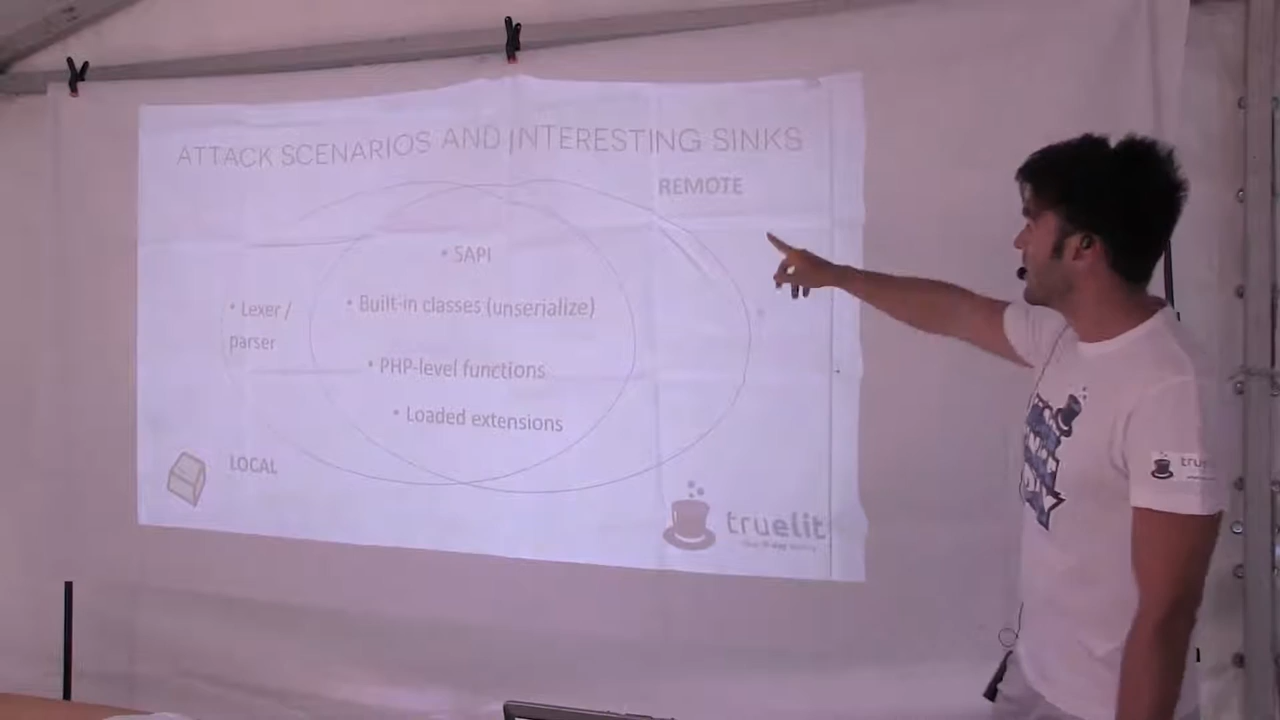 ATTACK SCENARIOS AND INTERESTING SINKS
REMOTE
• SAPI
• Lexer /
parser
• Built-in classes (unserialize)
• PHP-level functions
• Loaded extensions
LOCAL
truelit
truel